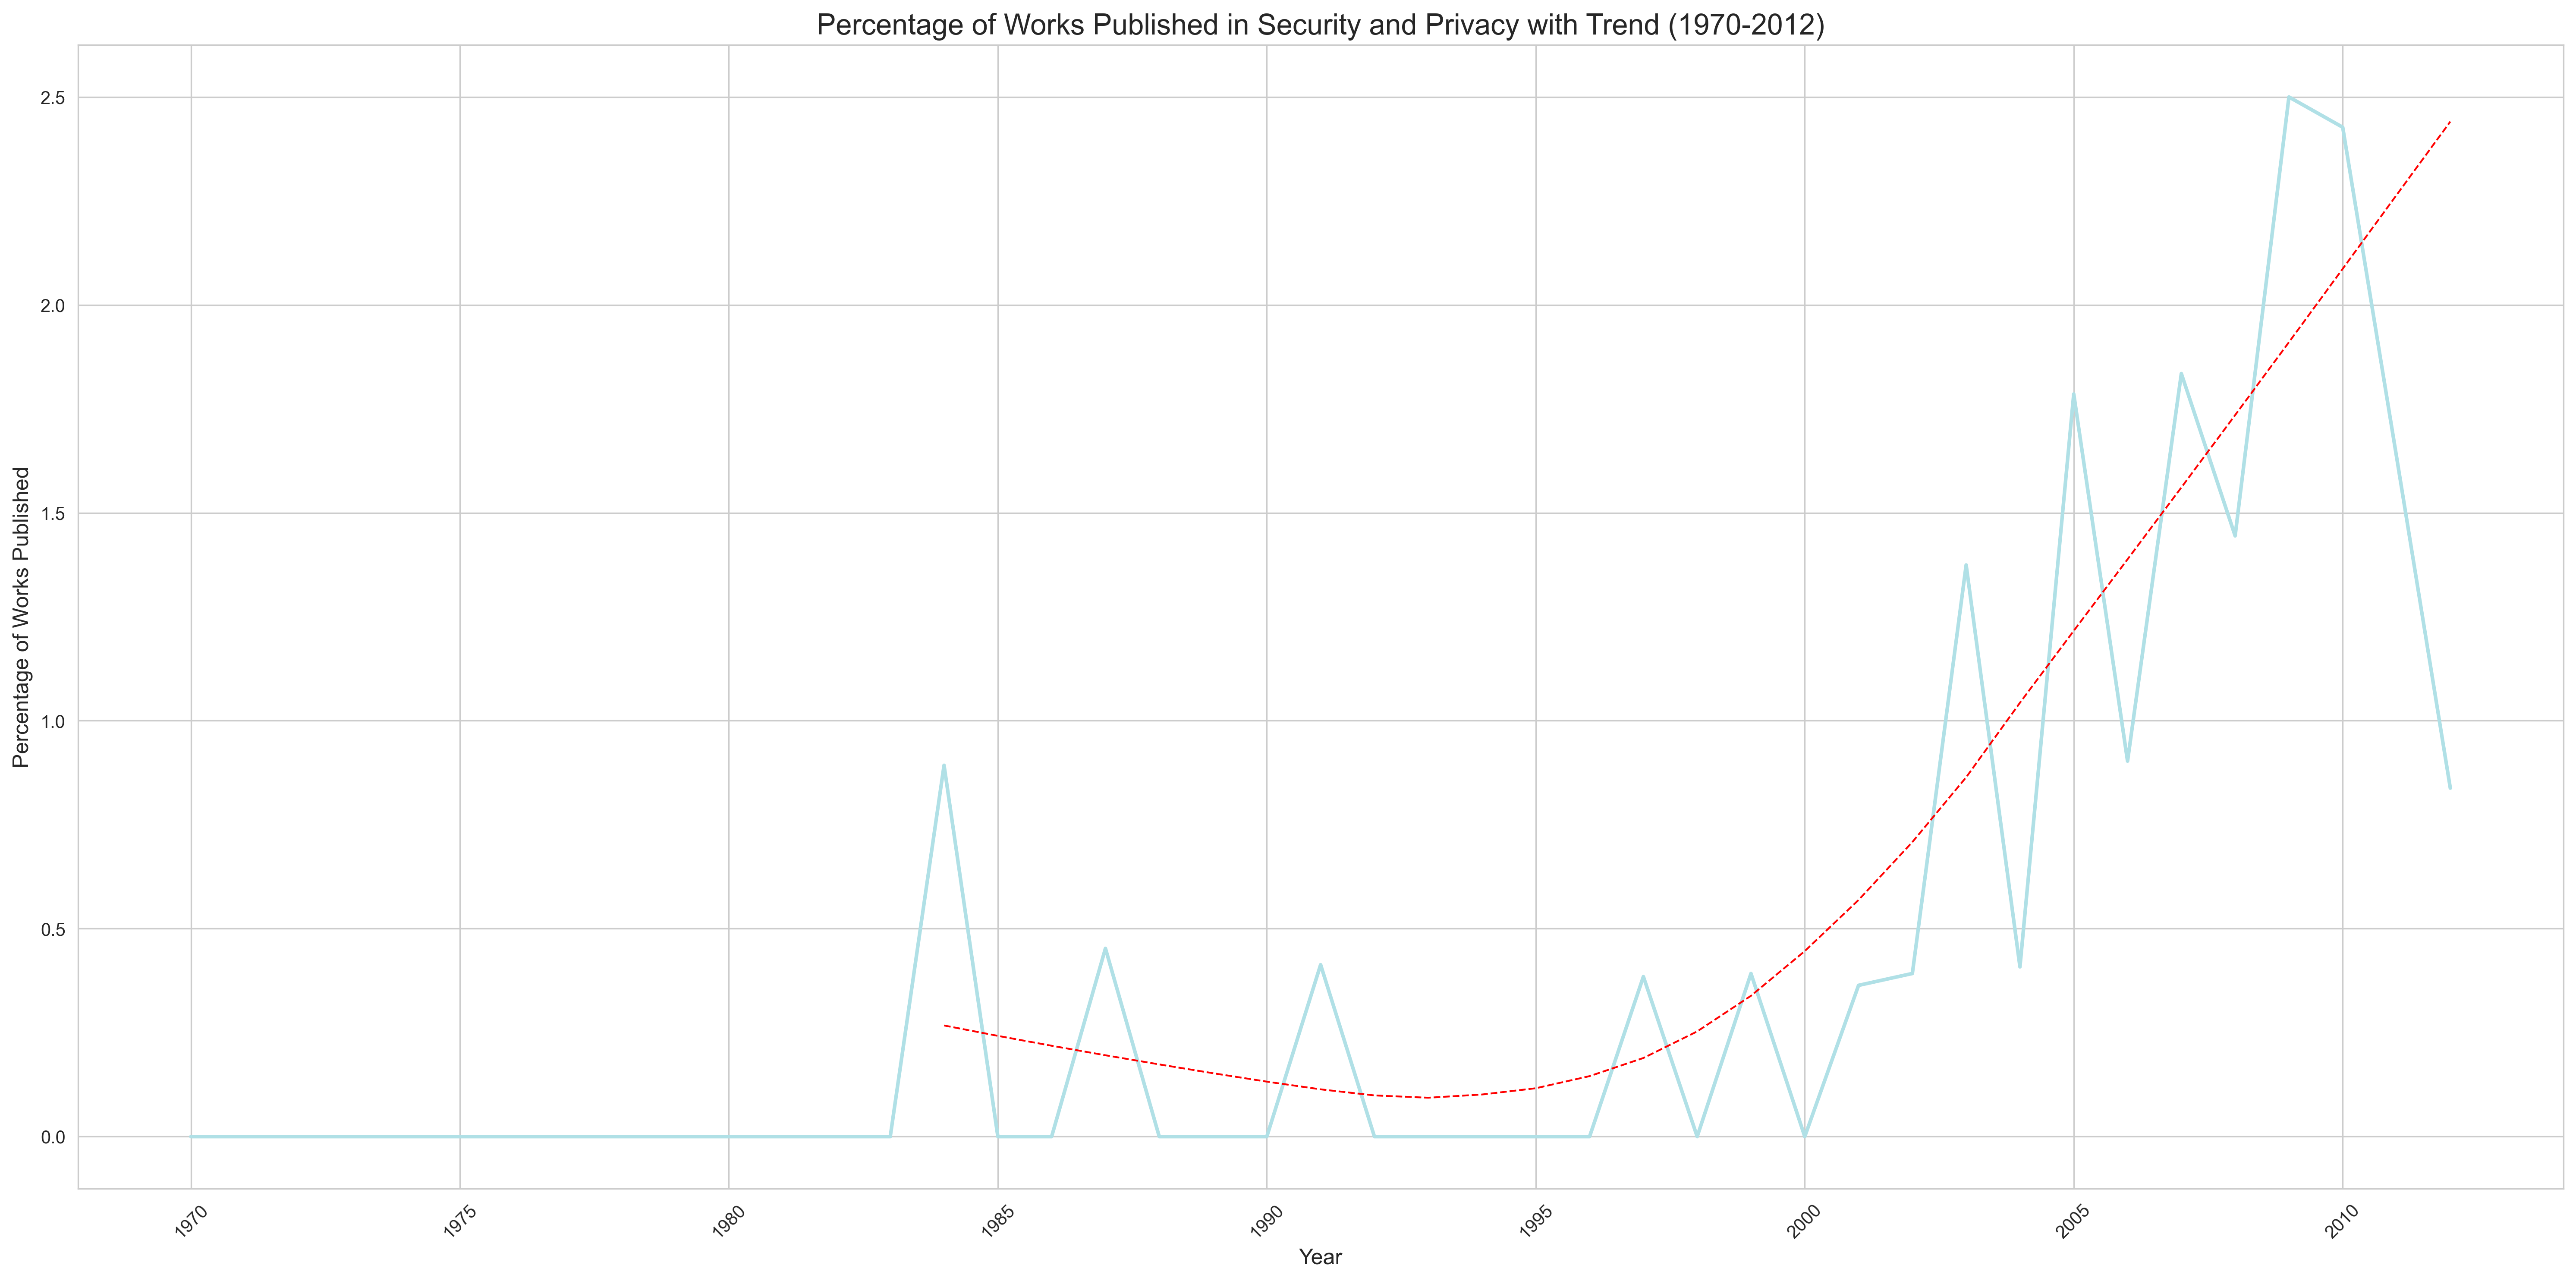 Percentage of Works Published in Security and Privacy with Trend (1970-2012)
Percentage of Works Published
2.5
2.0
1.5
1.0
0.5
0.0
1970 1975 1980 1985 1990 1995 2000 2005 2010
Year